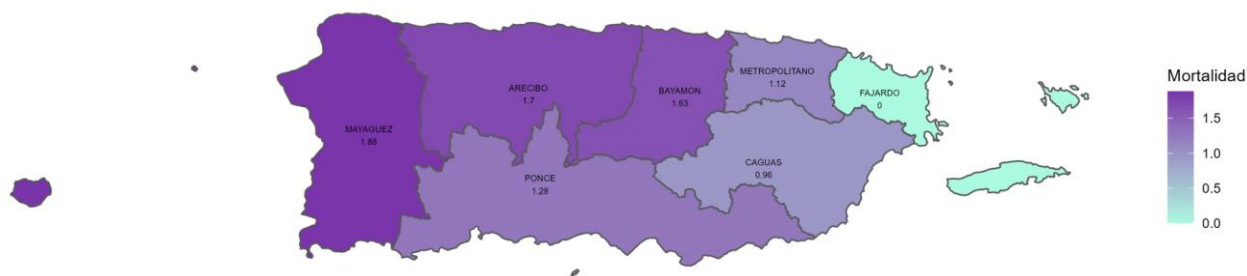 METROPOLITANO
1.12
ARECIBO
1.7
BAYAMON
1.63
FAJARDO
0
MAYAGUEZ
1.88
CAGUAS
0.96
PONCE
1.28
Mortalidad
1.5
1.0
0.5
0.0